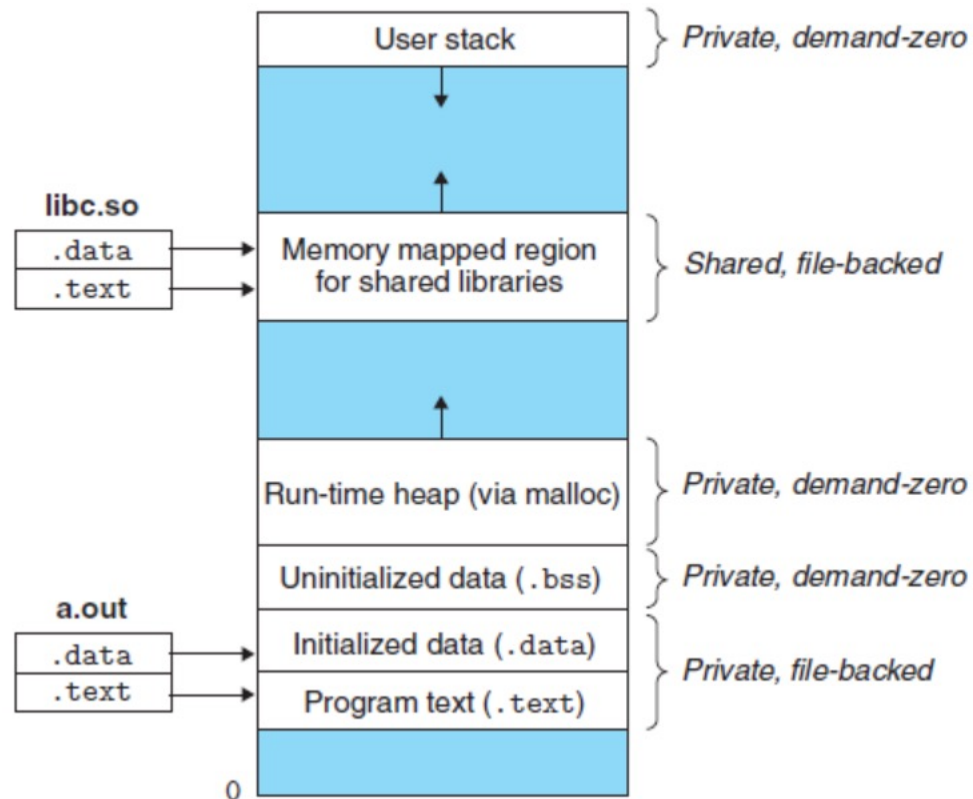 User stack
Private, demand-zero
libc.so
.data
.text
Memory mapped region
for shared libraries
Shared, file-backed
Run-time heap (via malloc)
Private, demand-zero
Uninitialized data (.bss)
Private, demand-zero
a.out
.data
.text
Initialized data (.data)
Program text (.text)
Private, file-backed
0